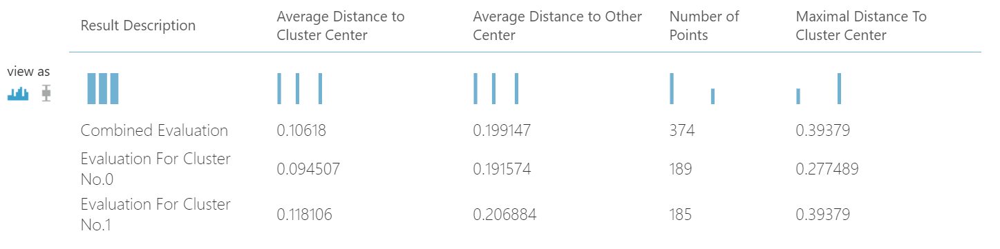 Result Description
Average Distance to
Cluster Center
Average Distance to Other
Center
Number of
Points
Maximal Distance To
Cluster Center
view as
Combined Evaluation 0.10618 0.199147 374 0.39379
Evaluation For Cluster
No.0
0.094507 0.191574 189 0.277489
Evaluation For Cluster
No.1
0.118106 0.206884 185 0.39379